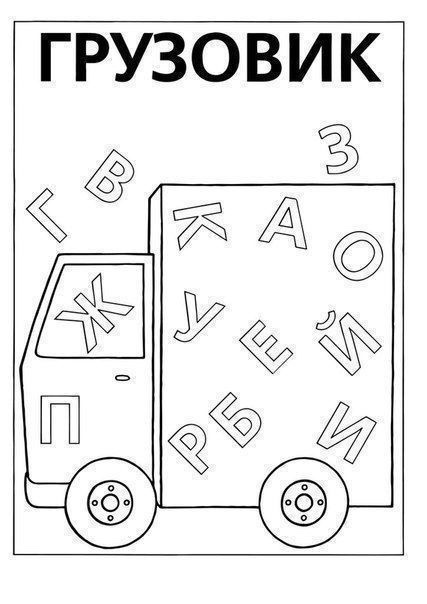 ГРУЗОВИК
З
В
Г
К
А
О
Ж
У
Е
Й
П
Р
Б
И